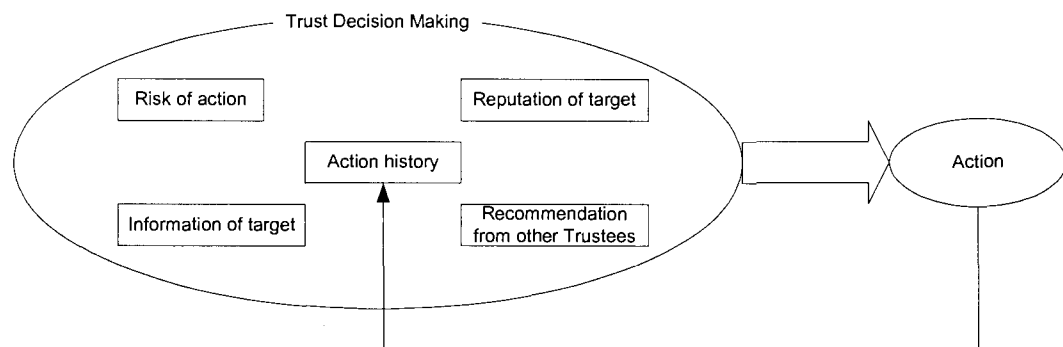 Trust Decision Making
Risk of action
Reputation of target
Action history
Action
Information of target
Recommendation
from other Trustees